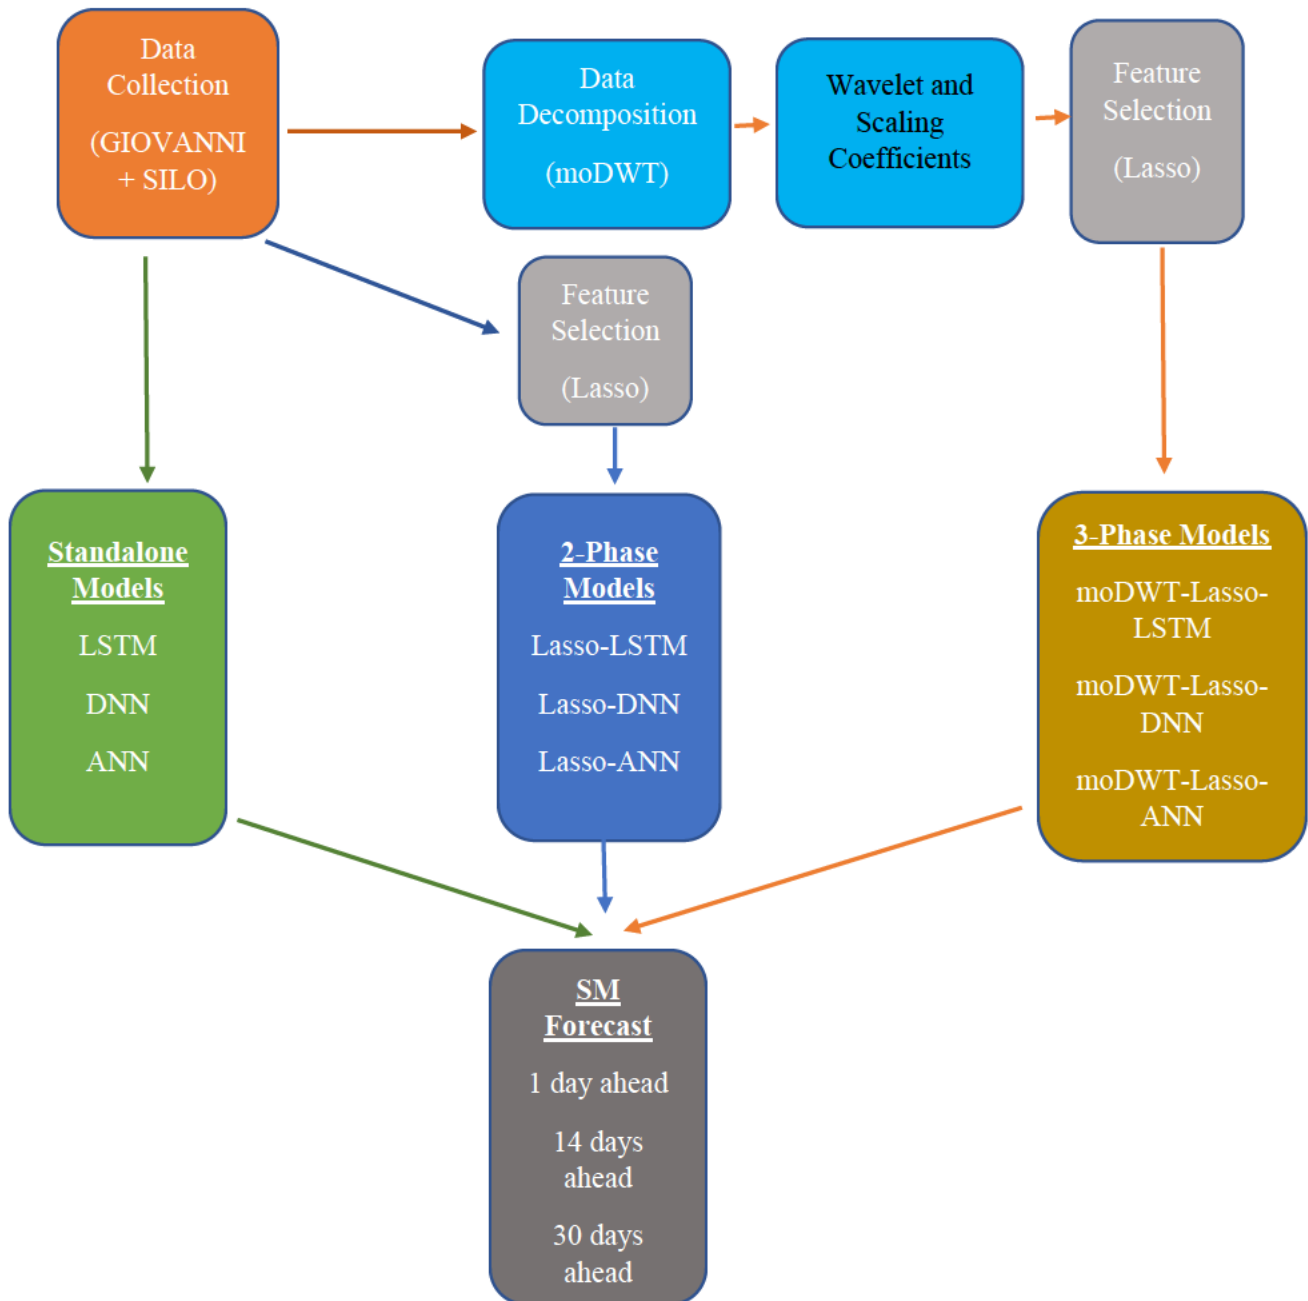 Data
Collection
(GIOVANNI
+ SILO)
Data
Decomposition
(moDWT)
Wavelet and
Scaling
Coefficients
Feature
Selection
(Lasso)
Feature
Selection
(Lasso)
Standalone
Models
LSTM
DNN
ANN
2-Phase
Models
Lasso-LSTM
Lasso-DNN
Lasso-ANN
3-Phase Models
moDWT-Lasso-
LSTM
moDWT-Lasso-
DNN
moDWT-Lasso-
ANN
SM
Forecast
1 day ahead
14 days
ahead
30 days
ahead